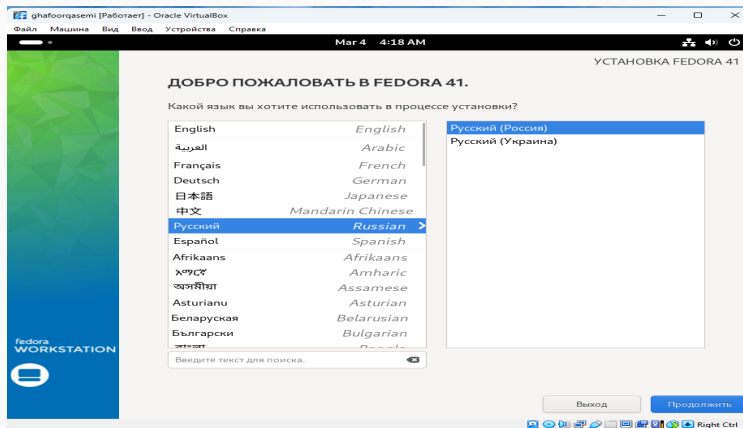 ghafoorqasemi [Работает] - Oracle VirtualBox
Файл Машина Вид Ввод Устройства Справка
Mar 4 4:18 AM
УСТАНОВКА FEDORA 41
ДОБРО ПОЖАЛОВАТЬ В FEDORA 41.
Какой язык вы хотите использовать в процессе установки?
English English
العربية Arabic
Français French
Deutsch German
日本語 Japanese
中文 Mandarin Chinese
Русский Russian
Español Spanish
Afrikaans Afrikaans
አማርኛ Amharic
অসমীয়া Assamese
Asturianu Asturian
Беларуская Belarusian
Български Bulgarian
Русский (Россия)
Русский (Украина)
Введите текст для поиска.
fedora
WORKSTATION
Выход Продолжить
Right Ctrl